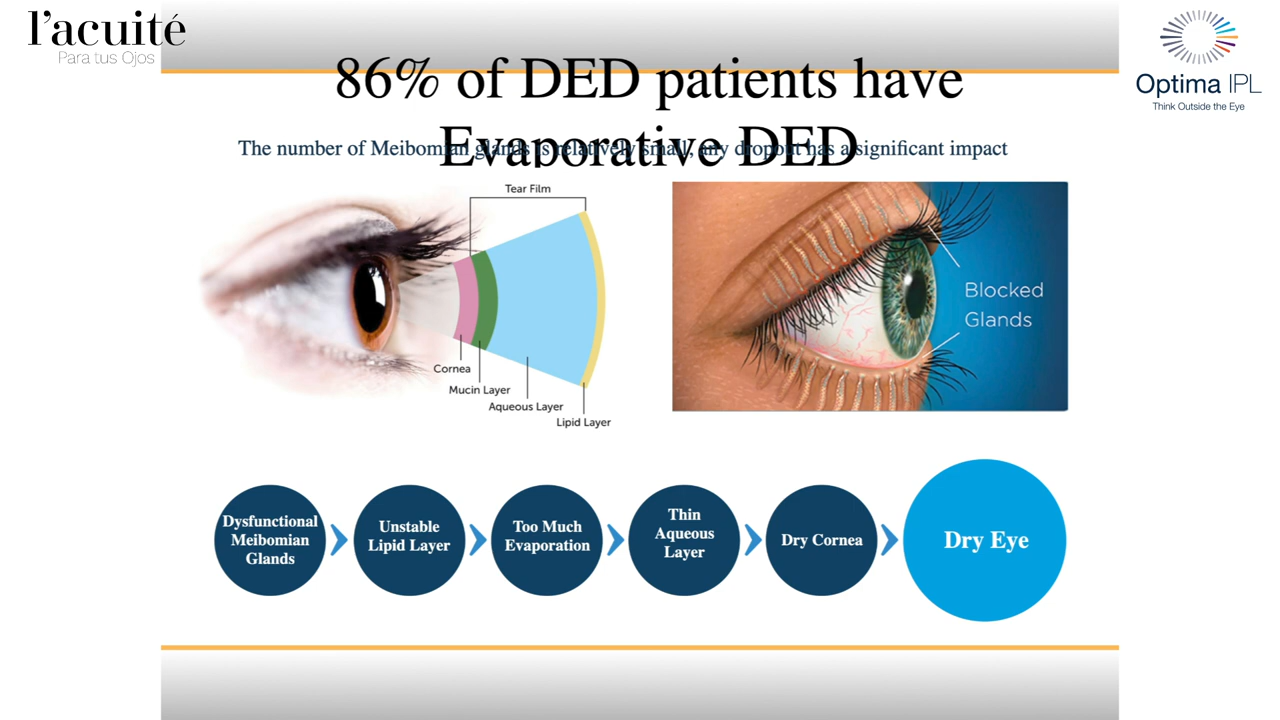 l'acuité
Para tus Ojos
Optima IPL
Think Outside the Eye
86% of DED patients have
Evaporative DED
The number of Meibomian glands is relatively small, any dropout has a significant impact
Tear Film
Cornea
Mucin Layer
Aqueous Layer
Lipid Layer
Blocked
Glands
Dysfunctional
Meibomian
Glands
Unstable
Lipid Layer
Too Much
Evaporation
Thin
Aqueous
Layer
Dry Cornea
Dry Eye